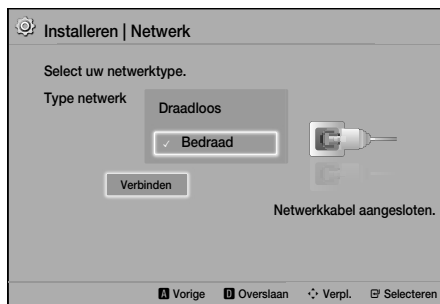 Installeren | Netwerk
Select uw netwerktype.
Type netwerk
Draadloos
✓ Bedraad
Verbinden
Netwerkkabel aangesloten.
A Vorige D Overslaan Verpl. Selecteren